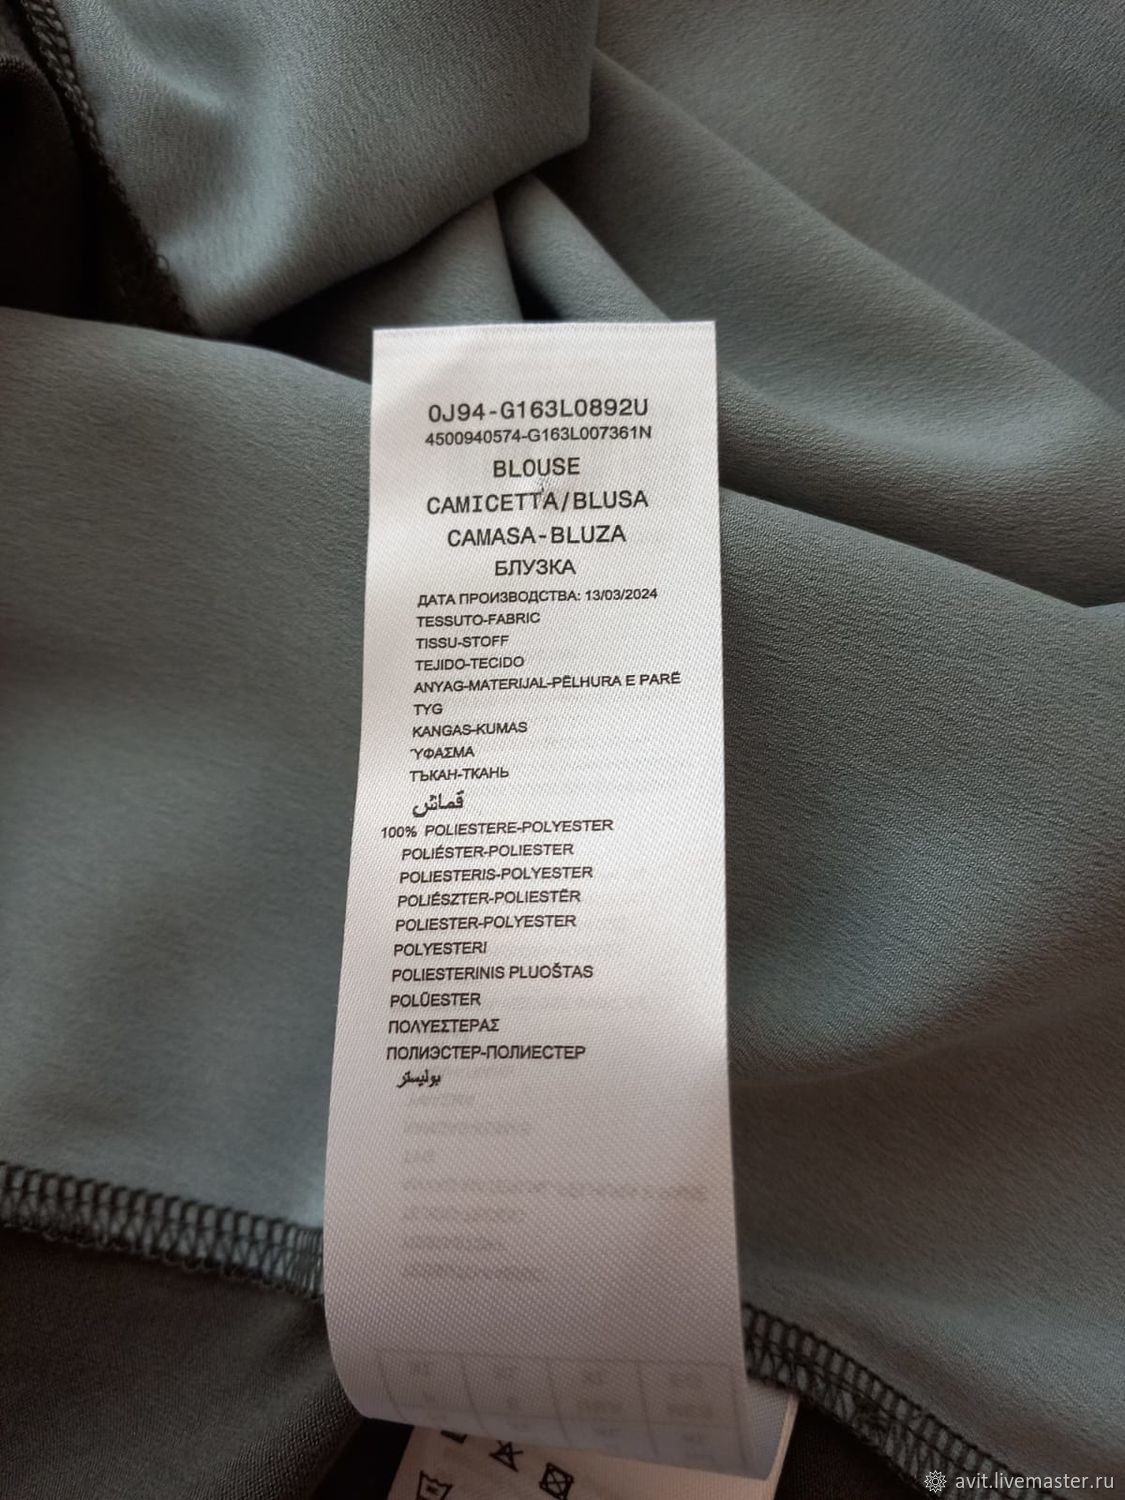 0J94-G163L0892U
4500940574-G163L007361N
BLOUSE
CAMICETTA/BLUSA
CAMASA-BLUZA
БЛУЗКА
ДАТА ПРОИЗВОДСТВА: 13/03/2024
TESSUTO-FABRIC
TISSU-STOFF
TEJIDO-TECIDO
ANYAG-MATERIJAL-PËLHURA E PARË
TYG
KANGAS-KUMAS
ΎΦΑΣΜΑ
ТЪКАН-ТКАНЬ
قماش
100% POLIESTERE-POLYESTER
POLIÉSTER-POLIESTER
POLIESTERIS-POLYESTER
POLIÉSZTER-POLIESTËR
POLIESTER-POLYESTER
POLYESTERI
POLIESTERINIS PLUOŠTAS
POLÜESTER
ΠΟΛΥΕΣΤΕΡΑΣ
ПОЛИЭСТЕР-ПОЛИЕСТЕР
بوليستر
avit.livemaster.ru